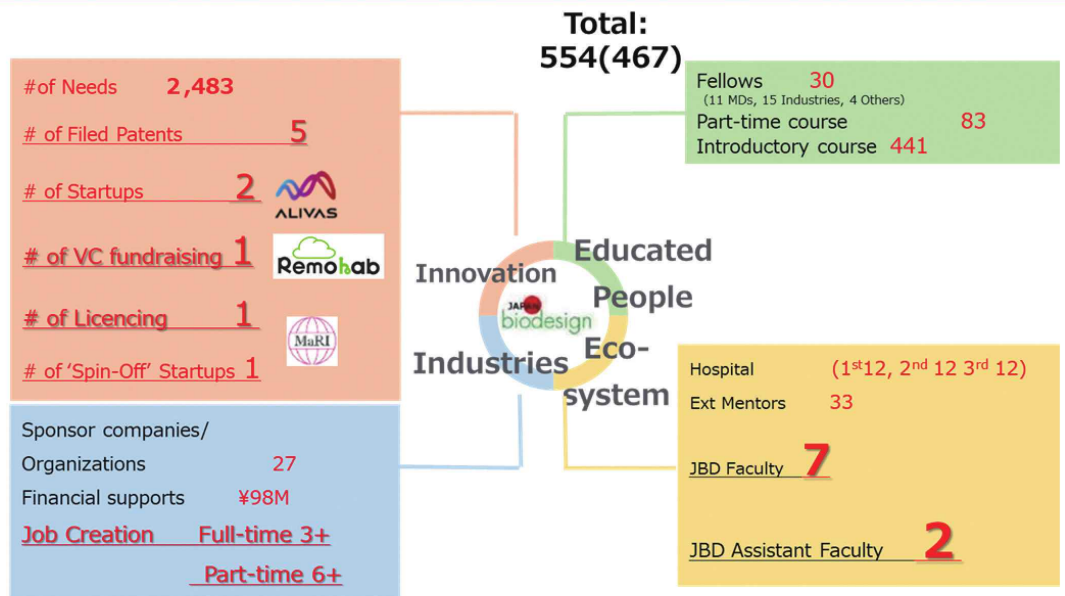 Total:
554(467)
#of Needs 2,483
# of Filed Patents 5
# of Startups 2
ALIVAS
# of VC fundraising 1
Remohab
# of Licencing 1
MaRI
# of ‘Spin-Off’ Startups 1
Fellows 30
(11 MDs, 15 Industries, 4 Others)
Part-time course 83
Introductory course 441
Innovation
Educated
People
JAPAN
biodesign
Industries
Eco-
system
Sponsor companies/
Organizations 27
Financial supports ¥98M
Job Creation Full-time 3+
Part-time 6+
Hospital (1st12, 2nd 12 3rd 12)
Ext Mentors 33
JBD Faculty 7
JBD Assistant Faculty 2